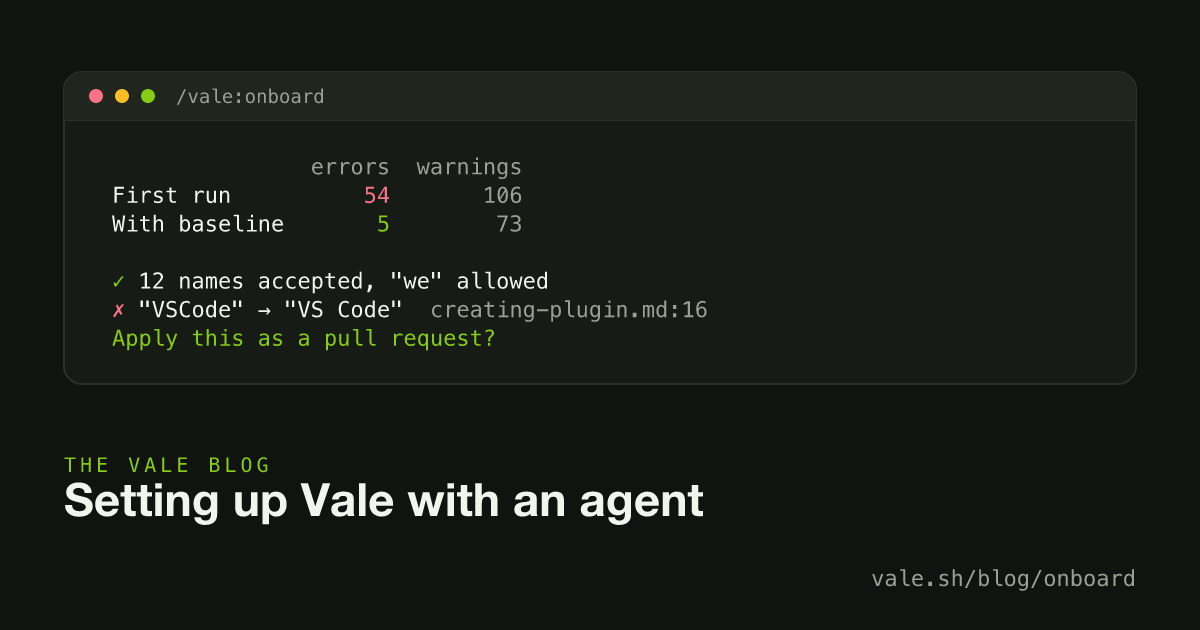 /vale:onboard
errors warnings
First run 54 106
With baseline 5 73
✓ 12 names accepted, "we" allowed
✗ "VSCode" → "VS Code" creating-plugin.md:16
Apply this as a pull request?
THE VALE BLOG
Setting up Vale with an agent
vale.sh/blog/onboard